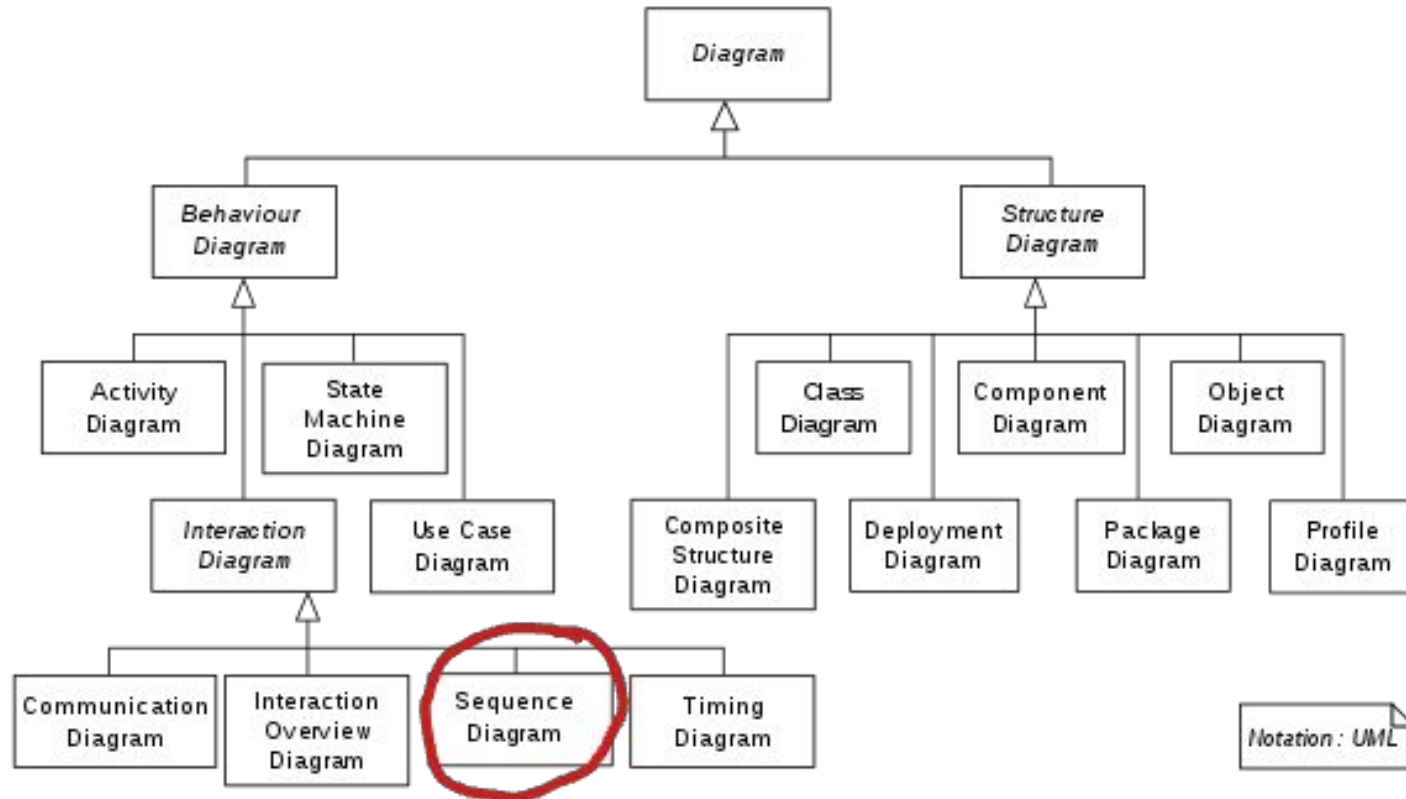 Diagram
Behaviour
Diagram
Structure
Diagram
Activity
Diagram
State
Machine
Diagram
Class
Diagram
Component
Diagram
Object
Diagram
Interaction
Diagram
Use Case
Diagram
Composite
Structure
Diagram
Deployment
Diagram
Package
Diagram
Profile
Diagram
Communication
Diagram
Interaction
Overview
Diagram
Sequence
Diagram
Timing
Diagram
Notation: UML